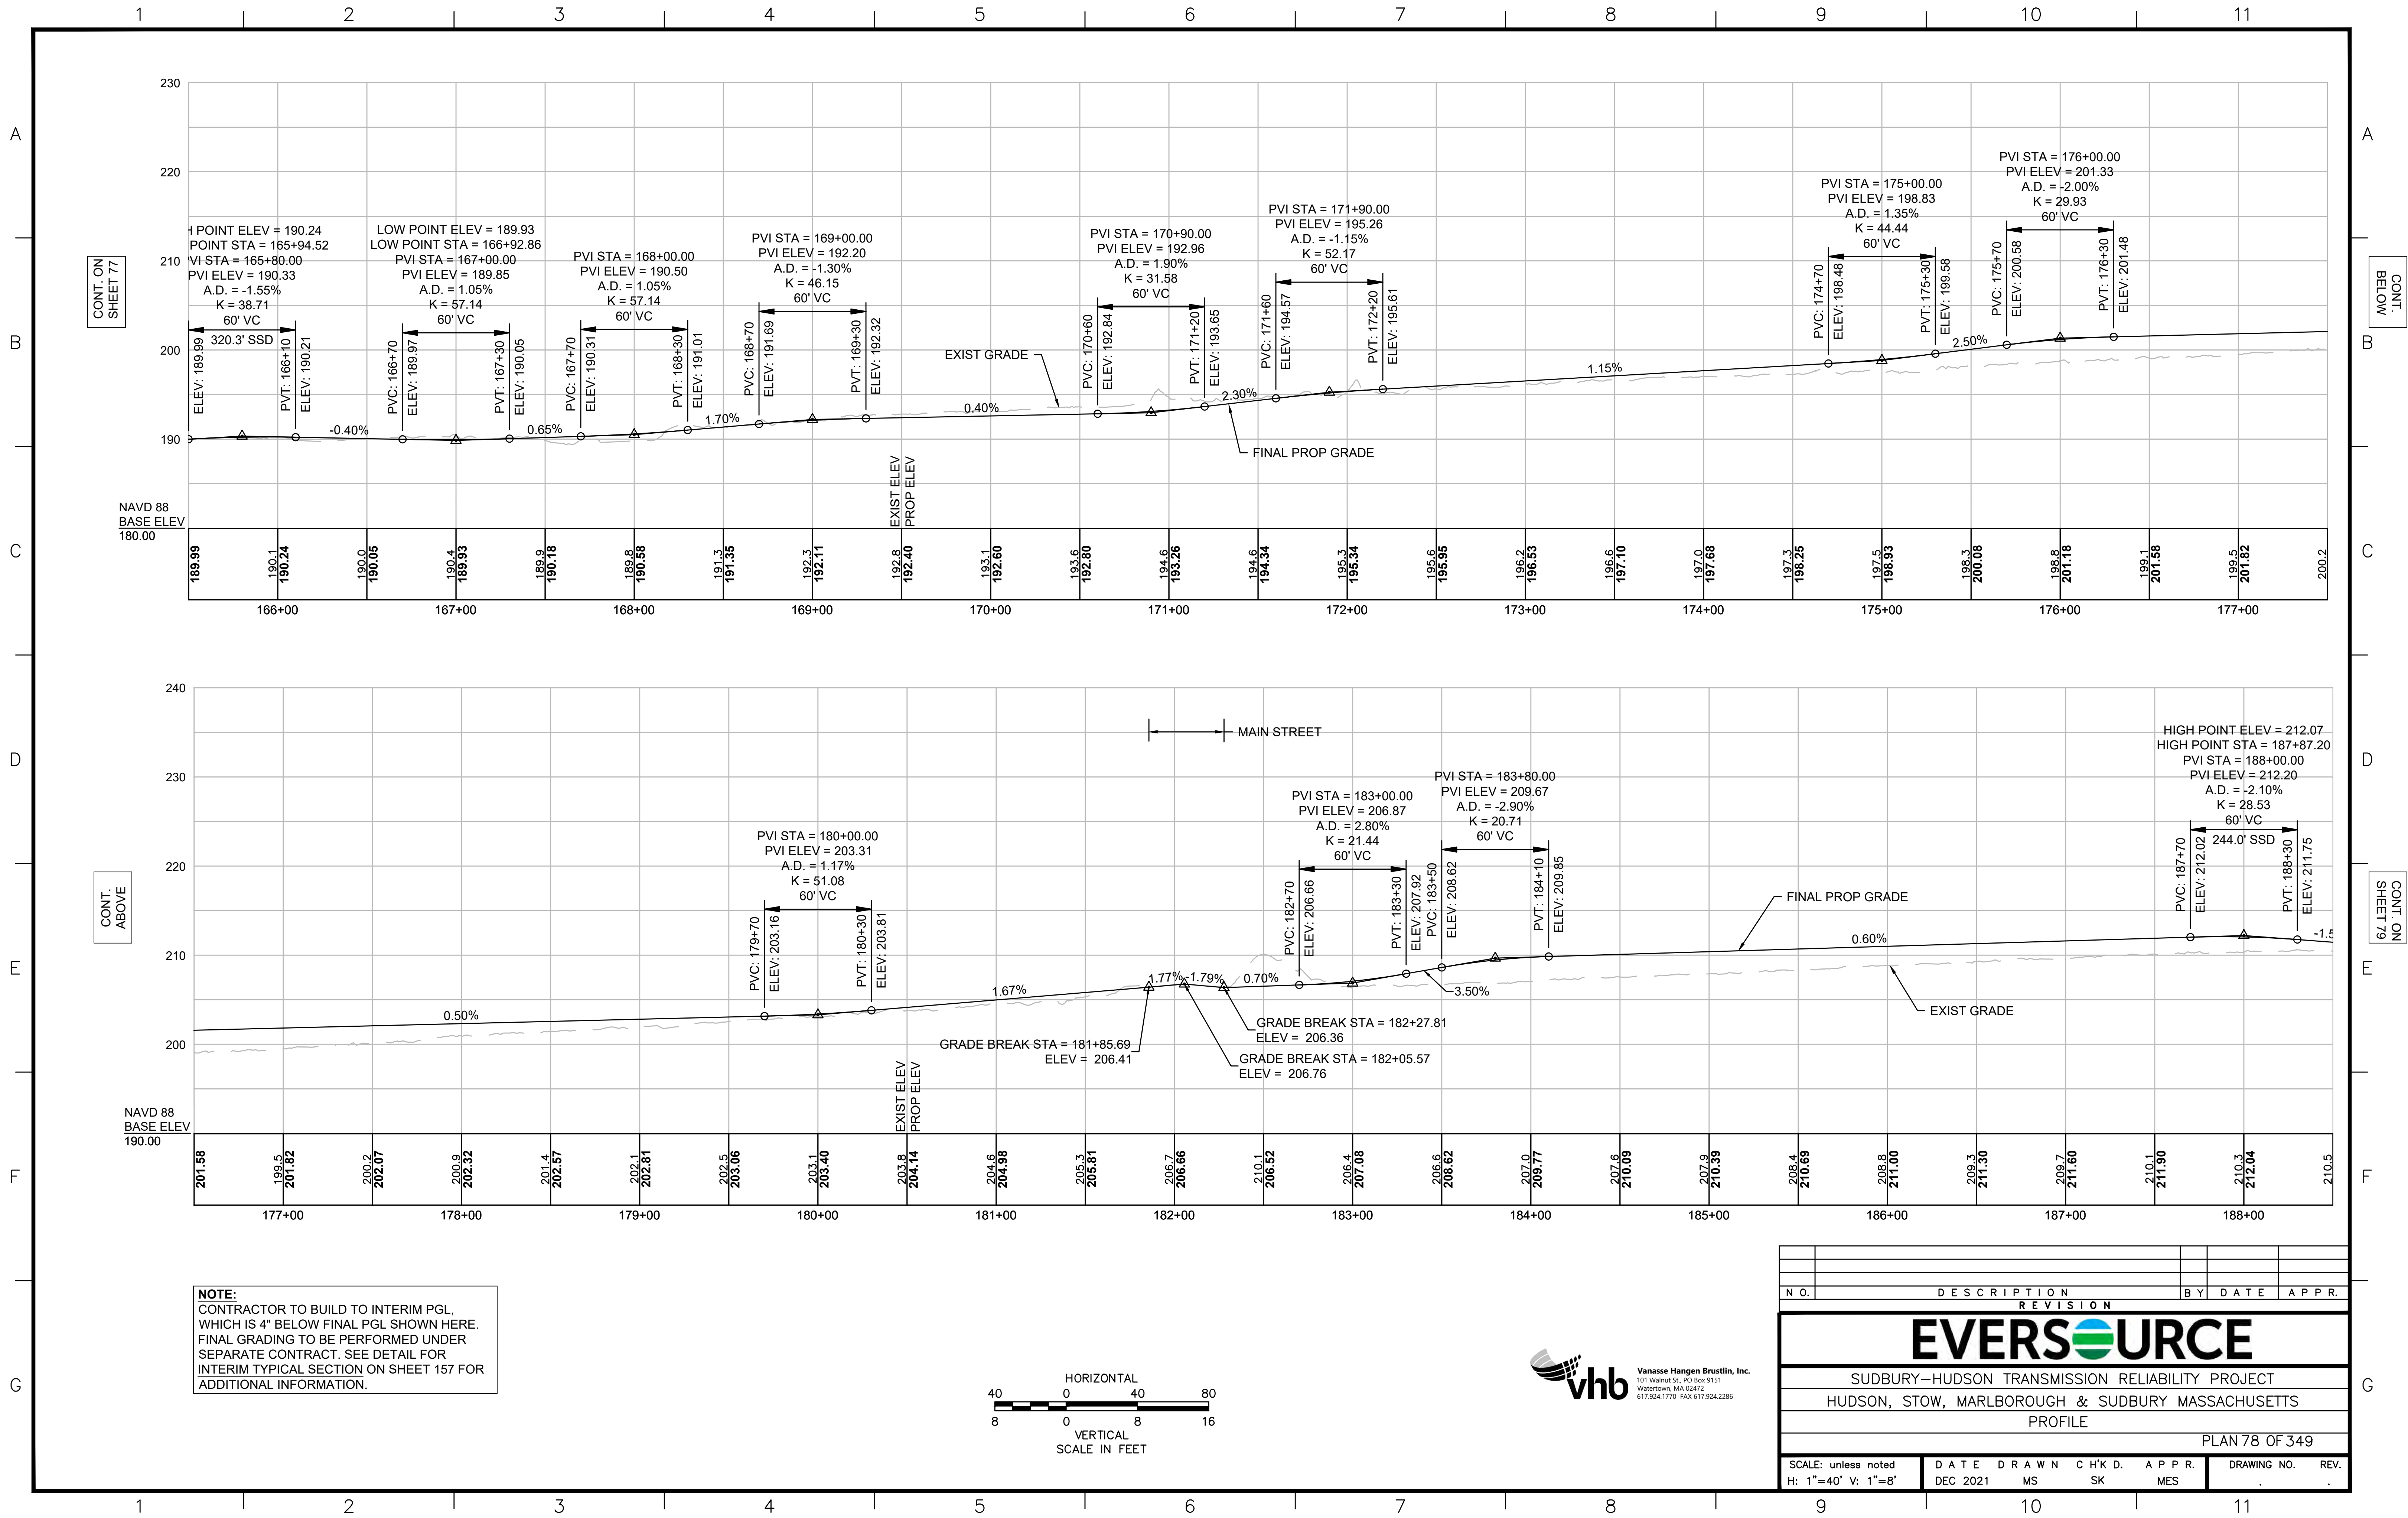 1 2 3 4 5 6 7 8 9 10 11
A
B
C
D
E
F
G
A
B
C
D
E
F
G
CONT. ON
SHEET 77
CONT.
BELOW
230
220
210
200
190
POINT ELEV = 190.24
POINT STA = 165+94.52
VI STA = 165+80.00
PVI ELEV = 190.33
A.D. = -1.55%
K = 38.71
60' VC
320.3' SSD
ELEV: 189.99
PVT: 166+10
ELEV: 190.21
-0.40%
LOW POINT ELEV = 189.93
LOW POINT STA = 166+92.86
PVI STA = 167+00.00
PVI ELEV = 189.85
A.D. = 1.05%
K = 57.14
60' VC
PVC: 166+70
ELEV: 189.97
PVT: 167+30
ELEV: 190.05
0.65%
PVI STA = 168+00.00
PVI ELEV = 190.50
A.D. = 1.05%
K = 57.14
60' VC
PVC: 167+70
ELEV: 190.31
PVT: 168+30
ELEV: 191.01
1.70%
PVI STA = 169+00.00
PVI ELEV = 192.20
A.D. = -1.30%
K = 46.15
60' VC
PVC: 168+70
ELEV: 191.69
PVT: 169+30
ELEV: 192.32
EXIST GRADE
0.40%
PVI STA = 170+90.00
PVI ELEV = 192.96
A.D. = 1.90%
K = 31.58
60' VC
PVC: 170+60
ELEV: 192.84
PVT: 171+20
ELEV: 193.65
2.30%
FINAL PROP GRADE
PVI STA = 171+90.00
PVI ELEV = 195.26
A.D. = -1.15%
K = 52.17
60' VC
PVC: 171+60
ELEV: 194.57
PVT: 172+20
ELEV: 195.61
1.15%
PVI STA = 175+00.00
PVI ELEV = 198.83
A.D. = 1.35%
K = 44.44
60' VC
PVC: 174+70
ELEV: 198.48
PVT: 175+30
ELEV: 199.58
2.50%
PVI STA = 176+00.00
PVI ELEV = 201.33
A.D. = -2.00%
K = 29.93
60' VC
PVC: 175+70
ELEV: 200.58
PVT: 176+30
ELEV: 201.48
EXIST ELEV
PROP ELEV
NAVD 88
BASE ELEV
180.00
189.99
190.1
190.24
190.0
190.05
190.4
189.93
189.9
190.18
189.8
190.58
191.3
191.35
192.3
192.11
192.8
192.40
193.1
192.60
193.6
192.80
194.6
193.26
194.6
194.34
195.3
195.34
195.6
195.95
196.2
196.53
196.6
197.10
197.0
197.68
197.3
198.25
197.5
198.93
198.3
200.08
198.8
201.18
199.1
201.58
199.5
201.82
200.2
166+00 167+00 168+00 169+00 170+00 171+00 172+00 173+00 174+00 175+00 176+00 177+00
CONT.
ABOVE
CONT. ON
SHEET 79
240
230
220
210
200
0.50%
PVI STA = 180+00.00
PVI ELEV = 203.31
A.D. = 1.17%
K = 51.08
60' VC
PVC: 179+70
ELEV: 203.16
PVT: 180+30
ELEV: 203.81
1.67%
MAIN STREET
1.77%
-1.79%
0.70%
GRADE BREAK STA = 181+85.69
ELEV = 206.41
GRADE BREAK STA = 182+27.81
ELEV = 206.36
GRADE BREAK STA = 182+05.57
ELEV = 206.76
PVI STA = 183+00.00
PVI ELEV = 206.87
A.D. = 2.80%
K = 21.44
60' VC
PVC: 182+70
ELEV: 206.66
PVT: 183+30
ELEV: 207.92
3.50%
PVI STA = 183+80.00
PVI ELEV = 209.67
A.D. = -2.90%
K = 20.71
60' VC
PVC: 183+50
ELEV: 208.62
PVT: 184+10
ELEV: 209.85
FINAL PROP GRADE
0.60%
EXIST GRADE
HIGH POINT ELEV = 212.07
HIGH POINT STA = 187+87.20
PVI STA = 188+00.00
PVI ELEV = 212.20
A.D. = -2.10%
K = 28.53
60' VC
244.0' SSD
PVC: 187+70
ELEV: 212.02
PVT: 188+30
ELEV: 211.75
-1.5
EXIST ELEV
PROP ELEV
NAVD 88
BASE ELEV
190.00
201.58
199.5
201.82
200.2
202.07
200.9
202.32
201.4
202.57
202.1
202.81
202.5
203.06
203.1
203.40
203.8
204.14
204.6
204.98
205.3
205.81
206.7
206.66
210.1
206.52
206.4
207.08
206.6
208.62
207.0
209.77
207.6
210.09
207.9
210.39
208.4
210.69
208.8
211.00
209.3
211.30
209.7
211.60
210.1
211.90
210.3
212.04
210.5
177+00 178+00 179+00 180+00 181+00 182+00 183+00 184+00 185+00 186+00 187+00 188+00
NOTE:
CONTRACTOR TO BUILD TO INTERIM PGL,
WHICH IS 4" BELOW FINAL PGL SHOWN HERE.
FINAL GRADING TO BE PERFORMED UNDER
SEPARATE CONTRACT. SEE DETAIL FOR
INTERIM TYPICAL SECTION ON SHEET 157 FOR
ADDITIONAL INFORMATION.
HORIZONTAL
40 0 40 80
8 0 8 16
VERTICAL
SCALE IN FEET
vhb
Vanasse Hangen Brustlin, Inc.
101 Walnut St., PO Box 9151
Watertown, MA 02472
617.924.1770 FAX 617.924.2286
NO. DESCRIPTION BY DATE APPR.
REVISION
EVERSOURCE
SUDBURY-HUDSON TRANSMISSION RELIABILITY PROJECT
HUDSON, STOW, MARLBOROUGH & SUDBURY MASSACHUSETTS
PROFILE
PLAN 78 OF 349
SCALE: unless noted
H: 1"=40' V: 1"=8'
DATE DRAWN CH'K D. APPR.
DEC 2021 MS SK MES
DRAWING NO. REV.
. .
1 2 3 4 5 6 7 8 9 10 11